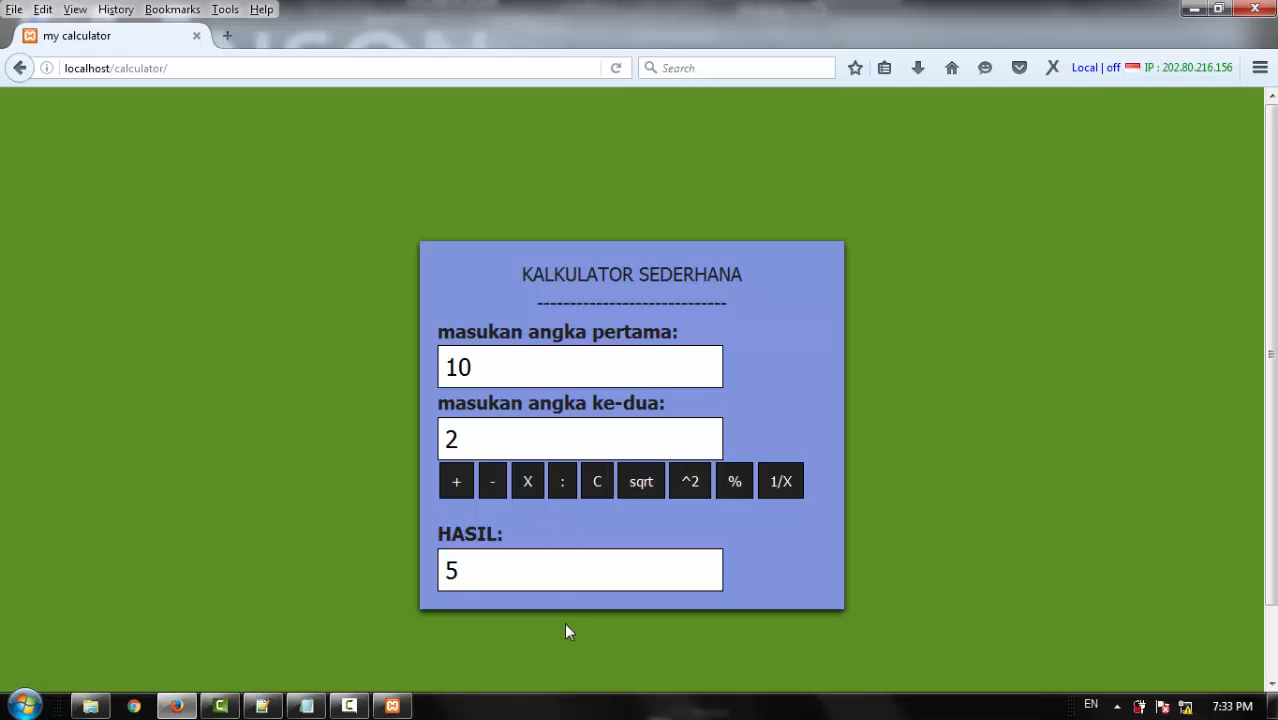 File Edit View History Bookmarks Tools Help
my calculator
localhost/calculator/
Search
Local | off IP : 202.80.216.156
KALKULATOR SEDERHANA
-----------------------------
masukan angka pertama:
10
masukan angka ke-dua:
2
+ - X : C sqrt ^2 % 1/X
HASIL:
5
EN 7:33 PM